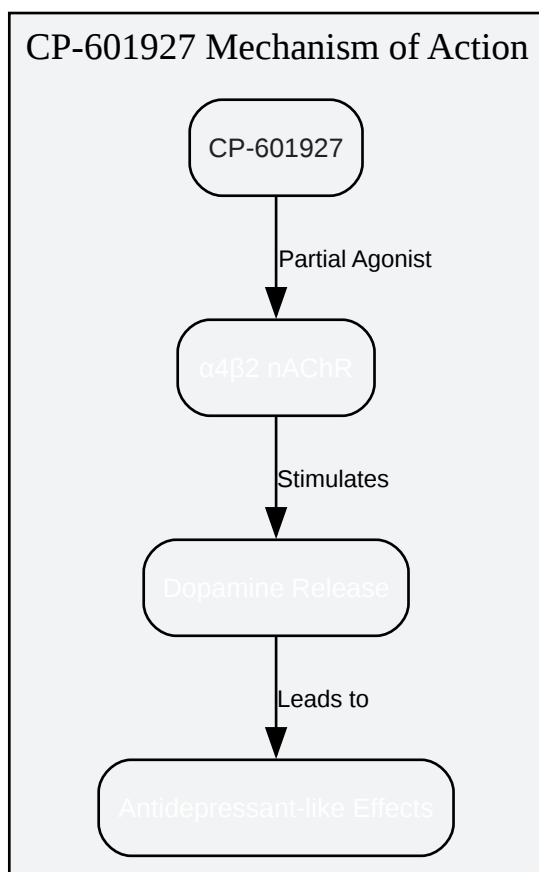 CP-601927 Mechanism of Action
CP-601927
Partial Agonist
α4β2 nAChR
Stimulates
Dopamine Release
Leads to
Antidepressant-like Effects